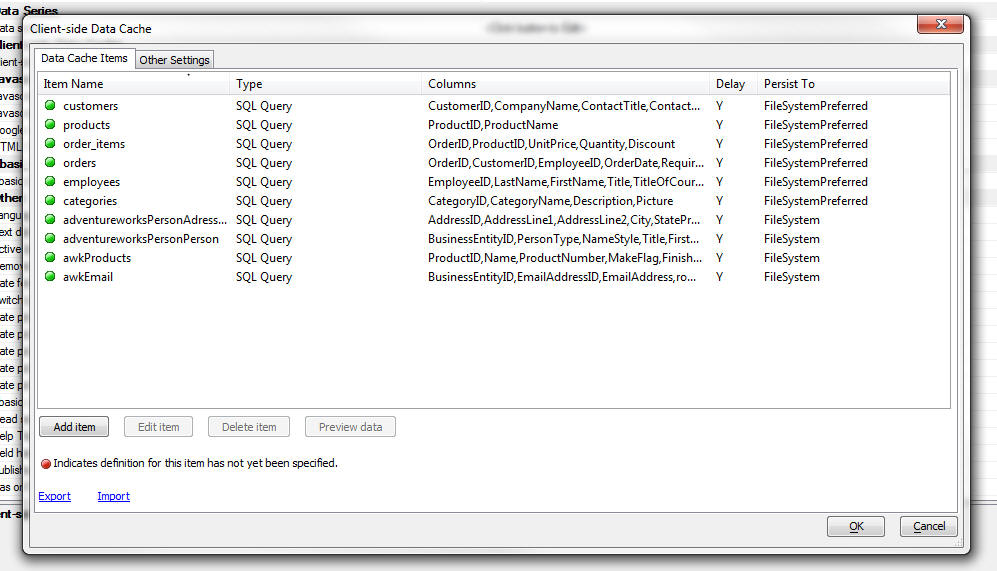 Data Series
Client-side Data Cache
<Click button to Edit>
Data Cache Items
Other Settings
Item Name Type Columns Delay Persist To
customers SQL Query CustomerID,CompanyName,ContactTitle,Contact... Y FileSystemPreferred
products SQL Query ProductID,ProductName Y FileSystemPreferred
order_items SQL Query OrderID,ProductID,UnitPrice,Quantity,Discount Y FileSystemPreferred
orders SQL Query OrderID,CustomerID,EmployeeID,OrderDate,Requir... Y FileSystemPreferred
employees SQL Query EmployeeID,LastName,FirstName,Title,TitleOfCour... Y FileSystemPreferred
categories SQL Query CategoryID,CategoryName,Description,Picture Y FileSystemPreferred
adventureworksPersonAdress... SQL Query AddressID,AddressLine1,AddressLine2,City,StatePr... Y FileSystem
adventureworksPersonPerson SQL Query BusinessEntityID,PersonType,NameStyle,Title,First... Y FileSystem
awkProducts SQL Query ProductID,Name,ProductNumber,MakeFlag,Finish... Y FileSystem
awkEmail SQL Query BusinessEntityID,EmailAddressID,EmailAddress,ro... Y FileSystem
Add item Edit item Delete item Preview data
Indicates definition for this item has not yet been specified.
Export Import
OK Cancel